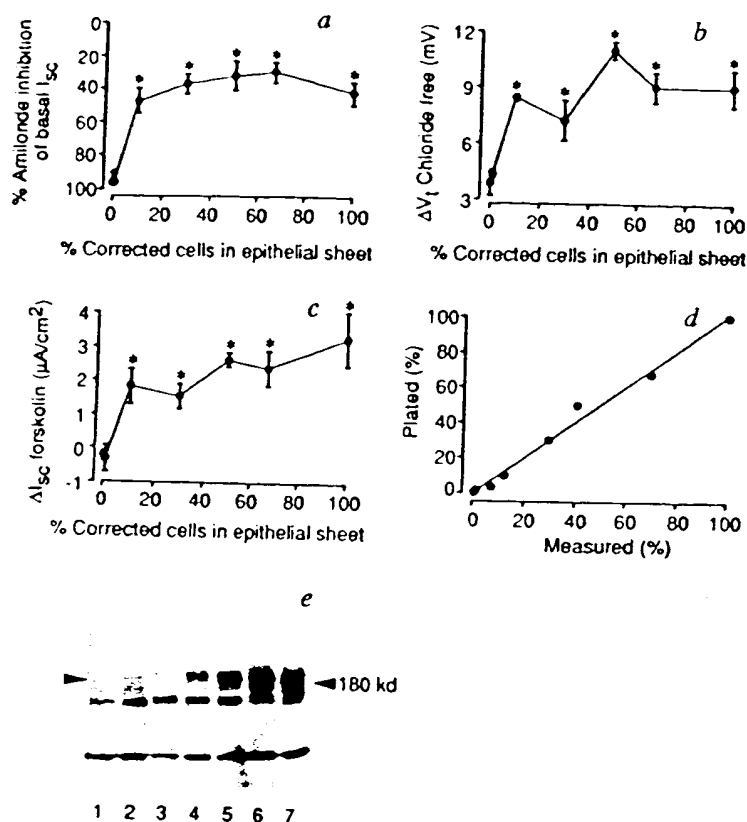 a
% Amilonde inhibition of basal Isc
0
20
40
60
80
100
* * * * *
0 20 40 60 80 100
% Corrected cells in epithelial sheet
b
ΔVt Chloride free (mV)
12
9
6
3
* * * * *
0 20 40 60 80 100
% Corrected cells in epithelial sheet
c
ΔIsc forskolin (μA/cm²)
4
3
2
1
0
-1
* * * * *
0 20 40 60 80 100
% Corrected cells in epithelial sheet
d
Plated (%)
100
80
60
40
20
0
0 20 40 60 80 100
Measured (%)
e
180 kd
1 2 3 4 5 6 7